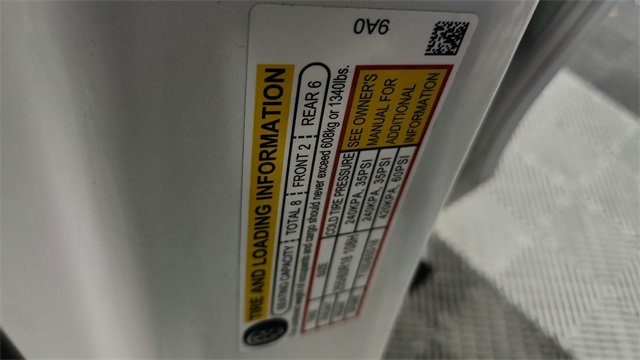 9A0
TIRE AND LOADING INFORMATION
SEATING CAPACITY TOTAL 8 FRONT 2 REAR 6
The combined weight of occupants and cargo should never exceed 608kg or 1340lbs.
SIZE COLD TIRE PRESSURE SEE OWNER'S
240KPA, 35PSI MANUAL FOR
240KPA, 35PSI ADDITIONAL
420KPA, 60PSI INFORMATION